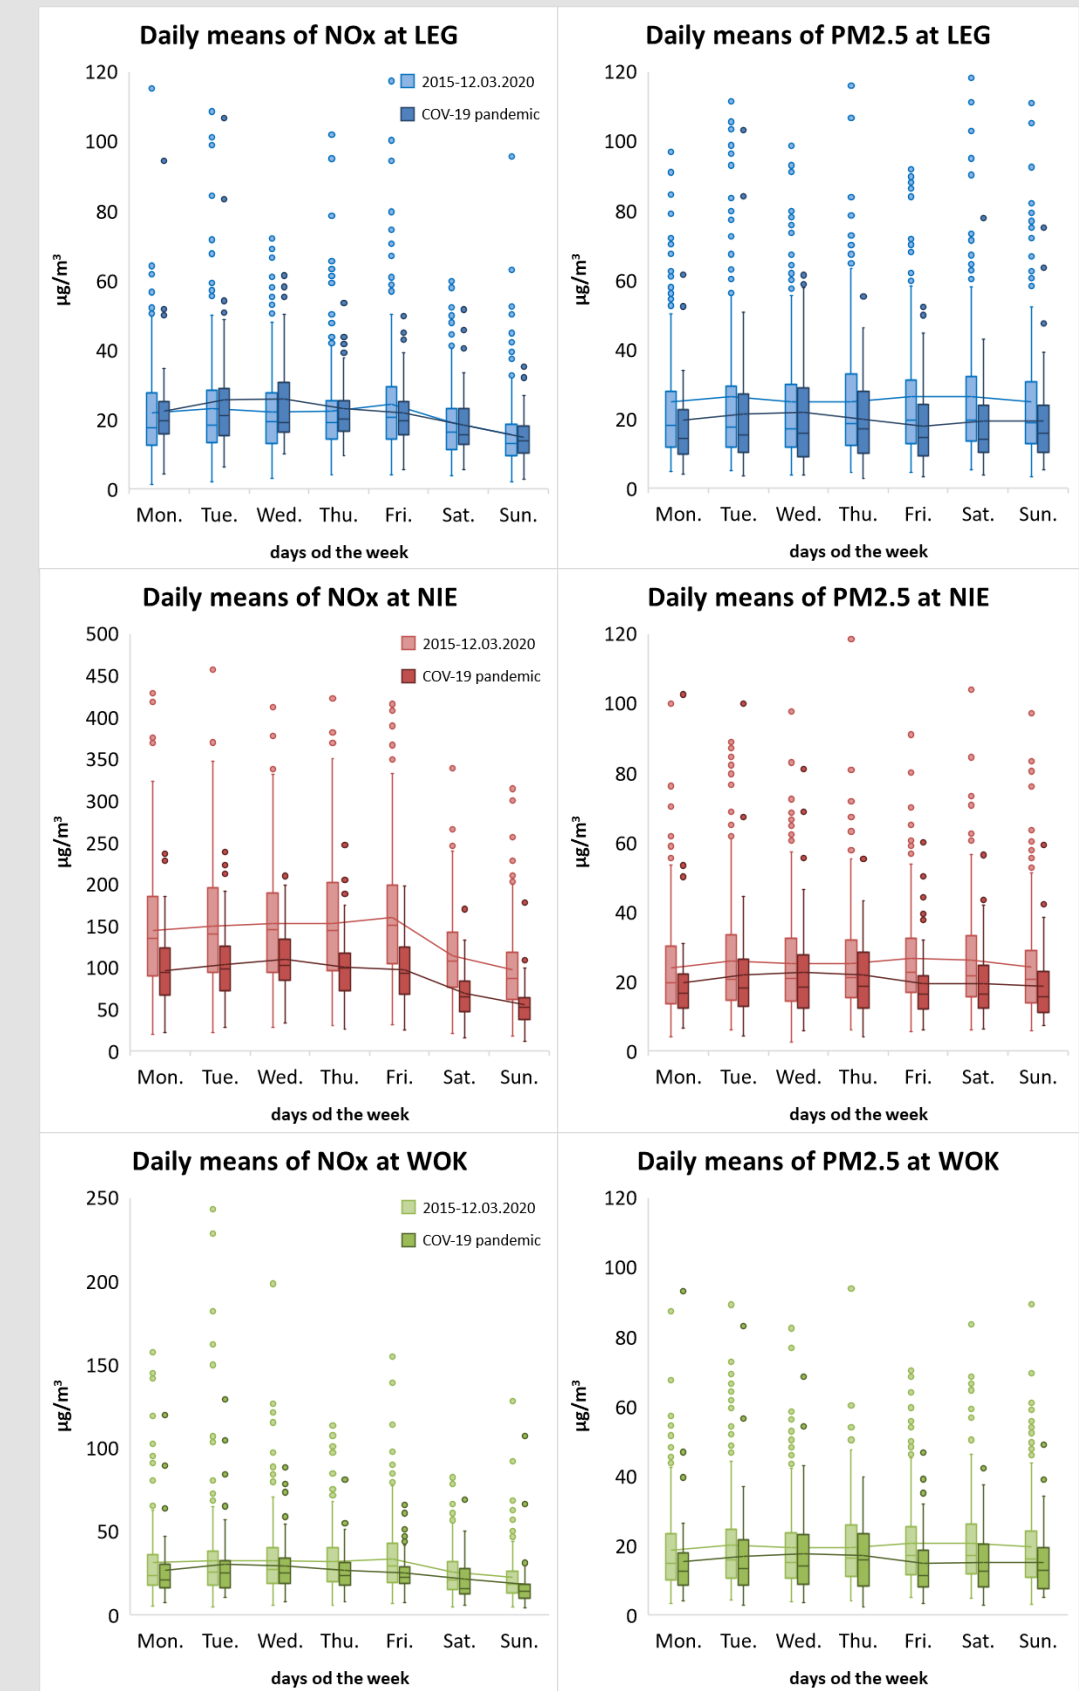 Daily means of NOx at LEG
120
100
80
60
40
20
0
µg/m³
2015-12.03.2020
COV-19 pandemic
Mon. Tue. Wed. Thu. Fri. Sat. Sun.
days od the week
Daily means of PM2.5 at LEG
120
100
80
60
40
20
0
µg/m³
Mon. Tue. Wed. Thu. Fri. Sat. Sun.
days od the week
Daily means of NOx at NIE
500
450
400
350
300
250
200
150
100
50
0
µg/m³
2015-12.03.2020
COV-19 pandemic
Mon. Tue. Wed. Thu. Fri. Sat. Sun.
days od the week
Daily means of PM2.5 at NIE
120
100
80
60
40
20
0
µg/m³
Mon. Tue. Wed. Thu. Fri. Sat. Sun.
days od the week
Daily means of NOx at WOK
250
200
150
100
50
0
µg/m³
2015-12.03.2020
COV-19 pandemic
Mon. Tue. Wed. Thu. Fri. Sat. Sun.
days od the week
Daily means of PM2.5 at WOK
120
100
80
60
40
20
0
µg/m³
Mon. Tue. Wed. Thu. Fri. Sat. Sun.
days od the week